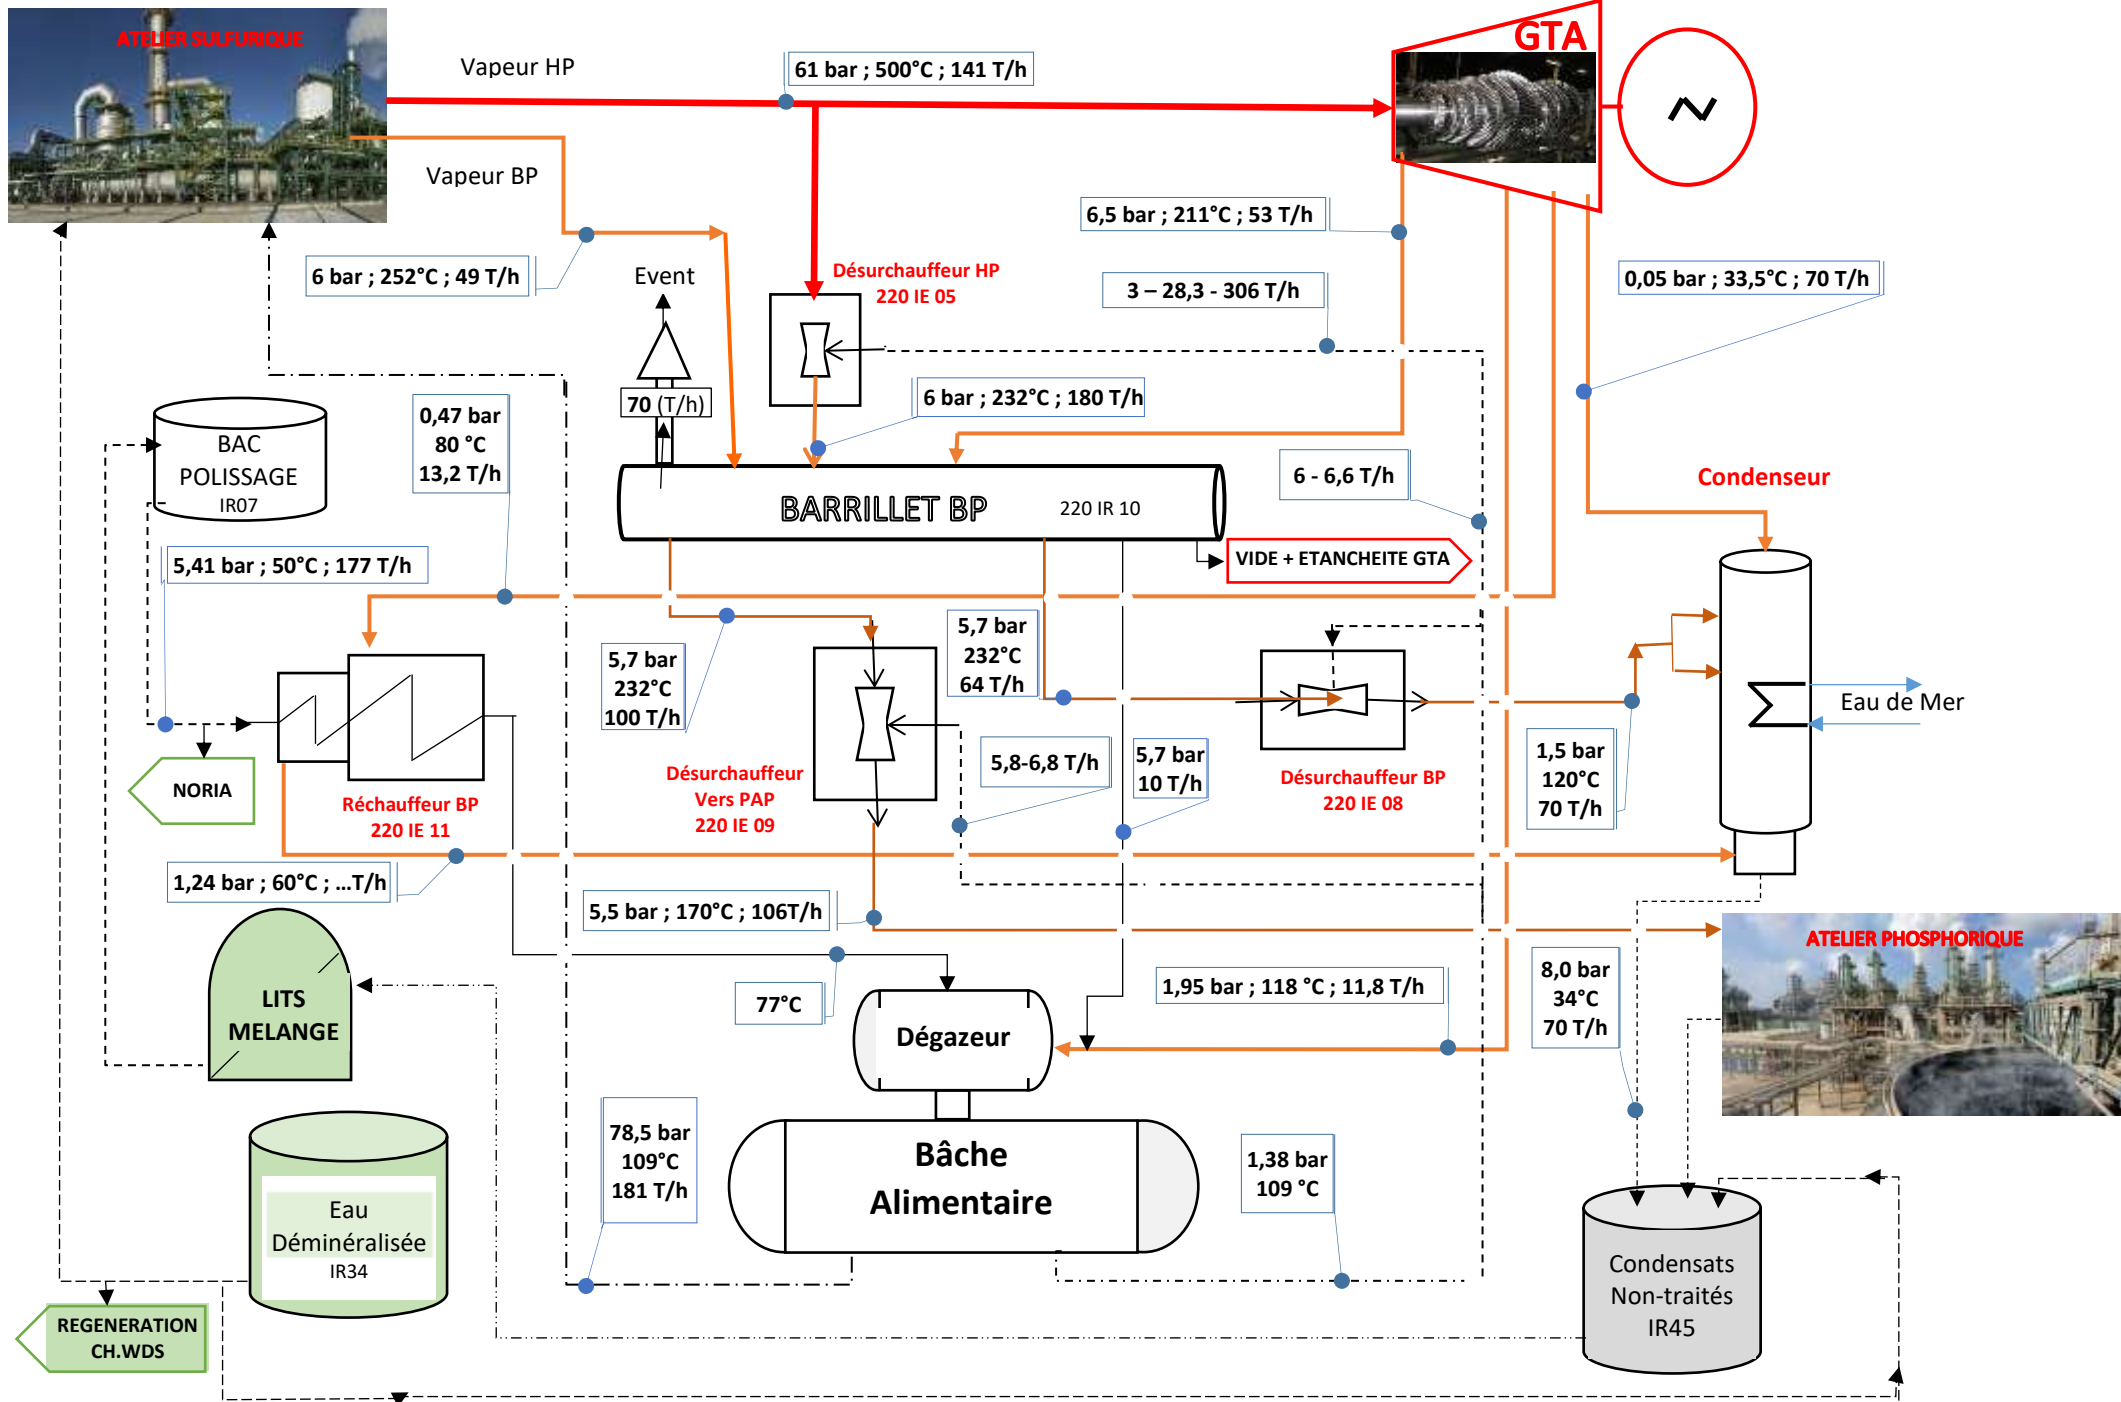 ATELIER SULFURIQUE
Vapeur HP
61 bar ; 500°C ; 141 T/h
GTA
Vapeur BP
6,5 bar ; 211°C ; 53 T/h
6 bar ; 252°C ; 49 T/h
Event
Désurchauffeur HP
220 IE 05
3 – 28,3 - 306 T/h
0,05 bar ; 33,5°C ; 70 T/h
70 (T/h)
6 bar ; 232°C ; 180 T/h
0,47 bar
80 °C
13,2 T/h
BAC
POLISSAGE
IR07
6 - 6,6 T/h
Condenseur
BARRILLET BP
220 IR 10
VIDE + ETANCHEITE GTA
5,41 bar ; 50°C ; 177 T/h
5,7 bar
232°C
100 T/h
5,7 bar
232°C
64 T/h
Eau de Mer
NORIA
Réchauffeur BP
220 IE 11
Désurchauffeur
Vers PAP
220 IE 09
5,8-6,8 T/h
5,7 bar
10 T/h
Désurchauffeur BP
220 IE 08
1,5 bar
120°C
70 T/h
1,24 bar ; 60°C ; ...T/h
5,5 bar ; 170°C ; 106T/h
ATELIER PHOSPHORIQUE
LITS
MELANGE
77°C
Dégazeur
1,95 bar ; 118 °C ; 11,8 T/h
8,0 bar
34°C
70 T/h
78,5 bar
109°C
181 T/h
Bâche
Alimentaire
1,38 bar
109 °C
Eau
Déminéralisée
IR34
Condensats
Non-traités
IR45
REGENERATION
CH.WDS